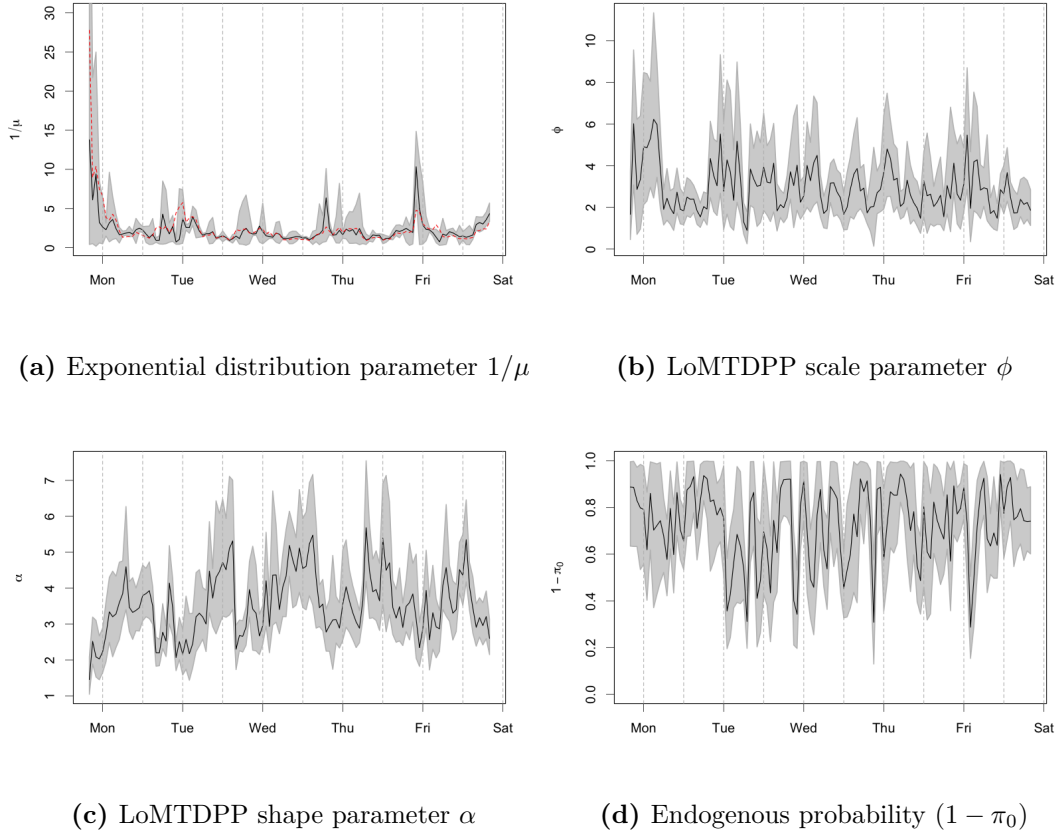 30
25
20
15
10
5
0
1/μ
Mon Tue Wed Thu Fri Sat
10
8
6
4
2
0
ϕ
Mon Tue Wed Thu Fri Sat
(a) Exponential distribution parameter 1/μ
(b) LoMTDPP scale parameter ϕ
7
6
5
4
3
2
1
α
Mon Tue Wed Thu Fri Sat
1.0
0.8
0.6
0.4
0.2
0.0
1 − π₀
Mon Tue Wed Thu Fri Sat
(c) LoMTDPP shape parameter α
(d) Endogenous probability (1 − π₀)